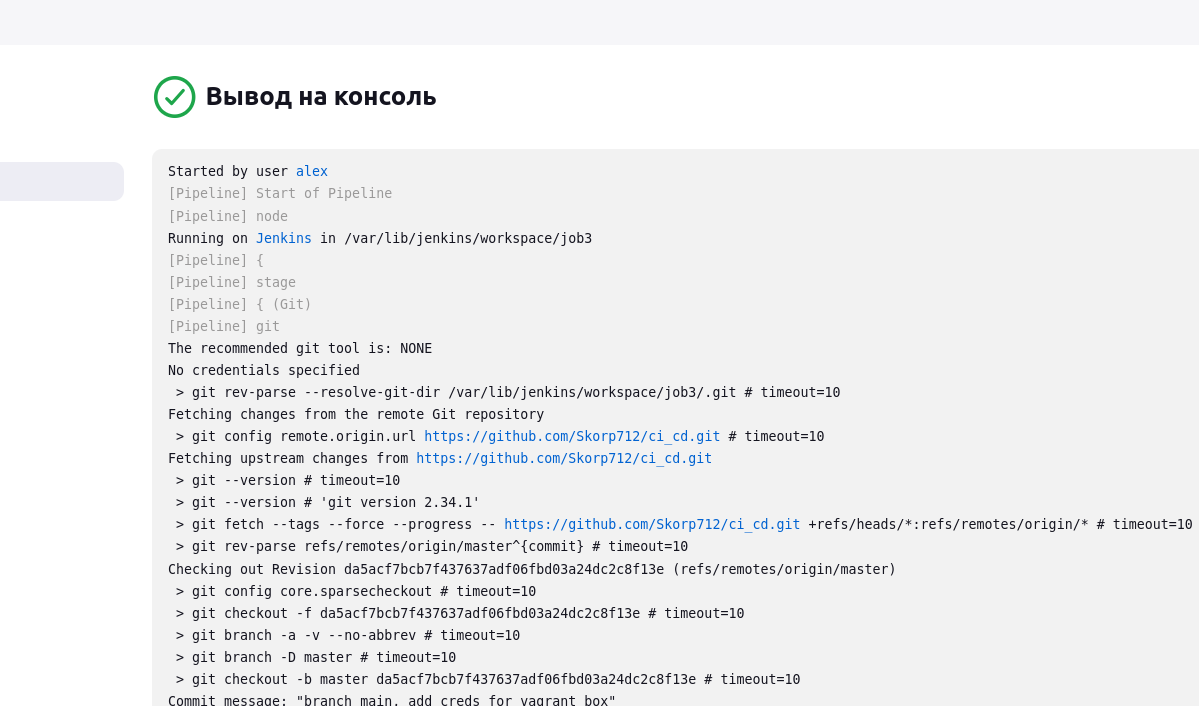 Вывод на консоль
Started by user alex
[Pipeline] Start of Pipeline
[Pipeline] node
Running on Jenkins in /var/lib/jenkins/workspace/job3
[Pipeline] {
[Pipeline] stage
[Pipeline] { (Git)
[Pipeline] git
The recommended git tool is: NONE
No credentials specified
 > git rev-parse --resolve-git-dir /var/lib/jenkins/workspace/job3/.git # timeout=10
Fetching changes from the remote Git repository
 > git config remote.origin.url https://github.com/Skorp712/ci_cd.git # timeout=10
Fetching upstream changes from https://github.com/Skorp712/ci_cd.git
 > git --version # timeout=10
 > git --version # 'git version 2.34.1'
 > git fetch --tags --force --progress -- https://github.com/Skorp712/ci_cd.git +refs/heads/*:refs/remotes/origin/* # timeout=10
 > git rev-parse refs/remotes/origin/master^{commit} # timeout=10
Checking out Revision da5acf7bcb7f437637adf06fbd03a24dc2c8f13e (refs/remotes/origin/master)
 > git config core.sparsecheckout # timeout=10
 > git checkout -f da5acf7bcb7f437637adf06fbd03a24dc2c8f13e # timeout=10
 > git branch -a -v --no-abbrev # timeout=10
 > git branch -D master # timeout=10
 > git checkout -b master da5acf7bcb7f437637adf06fbd03a24dc2c8f13e # timeout=10
Commit message: "branch main, add creds for vagrant box"